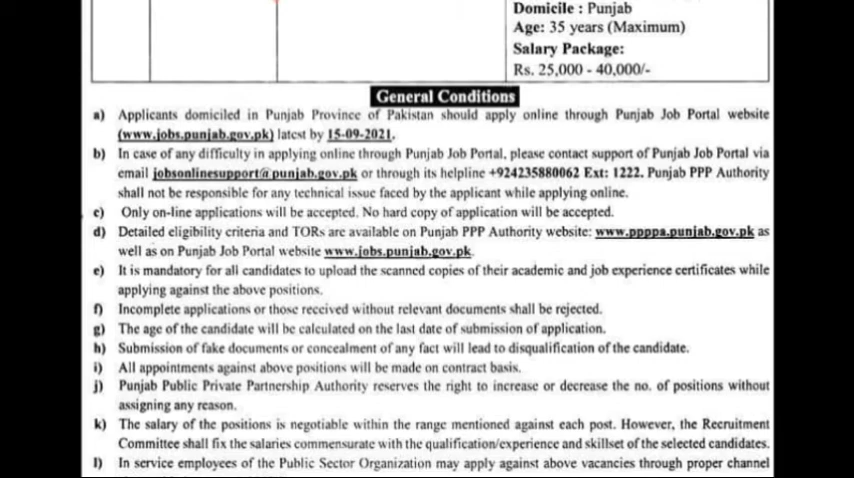 Domicile : Punjab
Age: 35 years (Maximum)
Salary Package:
Rs. 25,000 - 40,000/-
General Conditions
a) Applicants domiciled in Punjab Province of Pakistan should apply online through Punjab Job Portal website
(www.jobs.punjab.gov.pk) latest by 15-09-2021.
b) In case of any difficulty in applying online through Punjab Job Portal, please contact support of Punjab Job Portal via
email jobsonlinesupport@punjab.gov.pk or through its helpline +924235880062 Ext: 1222. Punjab PPP Authority
shall not be responsible for any technical issue faced by the applicant while applying online.
c) Only on-line applications will be accepted. No hard copy of application will be accepted.
d) Detailed eligibility criteria and TORs are available on Punjab PPP Authority website: www.ppppa.punjab.gov.pk as
well as on Punjab Job Portal website www.jobs.punjab.gov.pk.
e) It is mandatory for all candidates to upload the scanned copies of their academic and job experience certificates while
applying against the above positions.
f) Incomplete applications or those received without relevant documents shall be rejected.
g) The age of the candidate will be calculated on the last date of submission of application.
h) Submission of fake documents or concealment of any fact will lead to disqualification of the candidate.
i) All appointments against above positions will be made on contract basis.
j) Punjab Public Private Partnership Authority reserves the right to increase or decrease the no. of positions without
assigning any reason.
k) The salary of the positions is negotiable within the range mentioned against each post. However, the Recruitment
Committee shall fix the salaries commensurate with the qualification/experience and skillset of the selected candidates.
l) In service employees of the Public Sector Organization may apply against above vacancies through proper channel